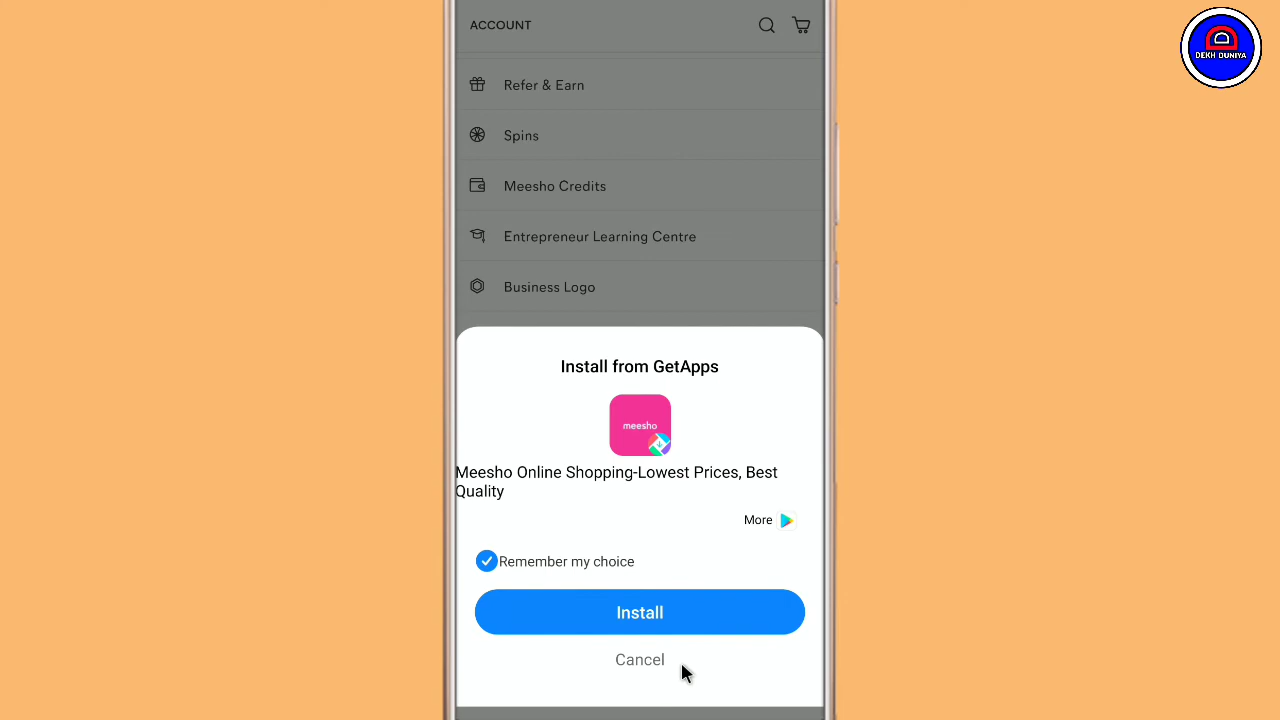 ACCOUNT
DEKH DUNIYA
Refer & Earn
Spins
Meesho Credits
Entrepreneur Learning Centre
Business Logo
Install from GetApps
meesho
Meesho Online Shopping-Lowest Prices, Best
Quality
More
Remember my choice
Install
Cancel